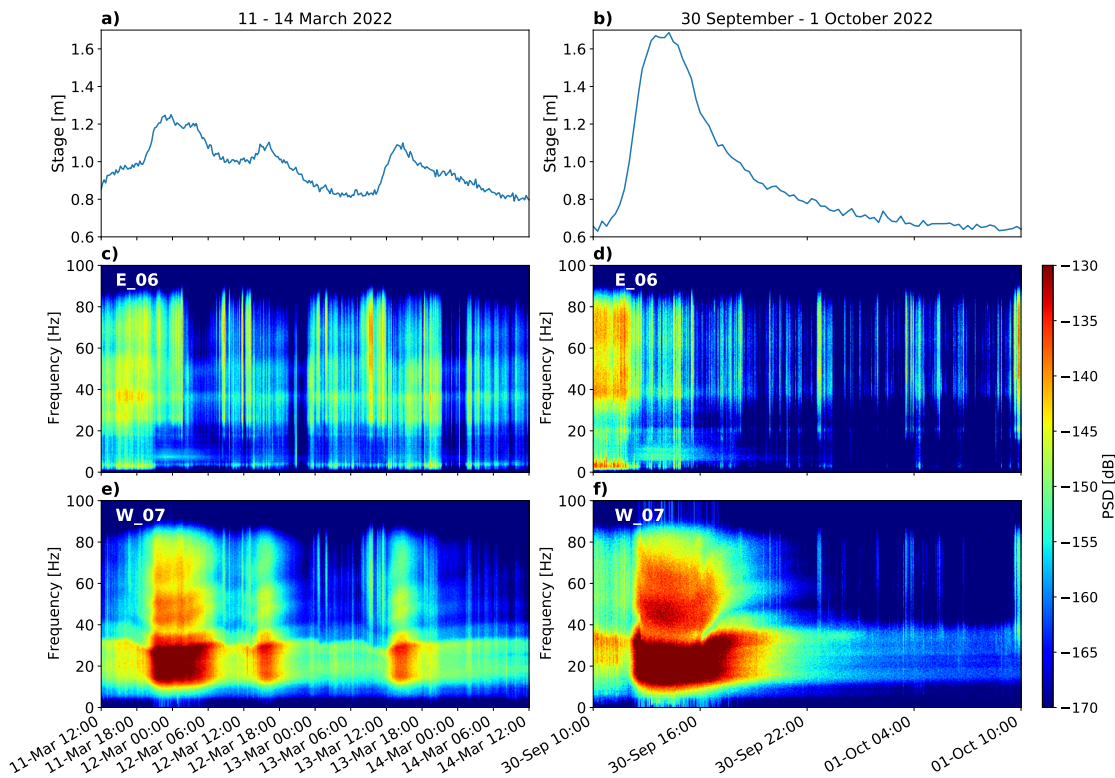 a) 11 - 14 March 2022
b) 30 September - 1 October 2022
Stage [m]
1.6
1.4
1.2
1.0
0.8
0.6
Stage [m]
1.6
1.4
1.2
1.0
0.8
0.6
c)
E_06
Frequency [Hz]
100
80
60
40
20
0
d)
E_06
Frequency [Hz]
100
80
60
40
20
0
e)
W_07
Frequency [Hz]
100
80
60
40
20
0
11-Mar 12:00
11-Mar 18:00
12-Mar 00:00
12-Mar 06:00
12-Mar 12:00
12-Mar 18:00
13-Mar 00:00
13-Mar 06:00
13-Mar 12:00
13-Mar 18:00
14-Mar 00:00
14-Mar 06:00
14-Mar 12:00
f)
W_07
Frequency [Hz]
100
80
60
40
20
0
30-Sep 10:00
30-Sep 16:00
30-Sep 22:00
01-Oct 04:00
01-Oct 10:00
−130
−135
−140
−145
−150
−155
−160
−165
−170
PSD [dB]